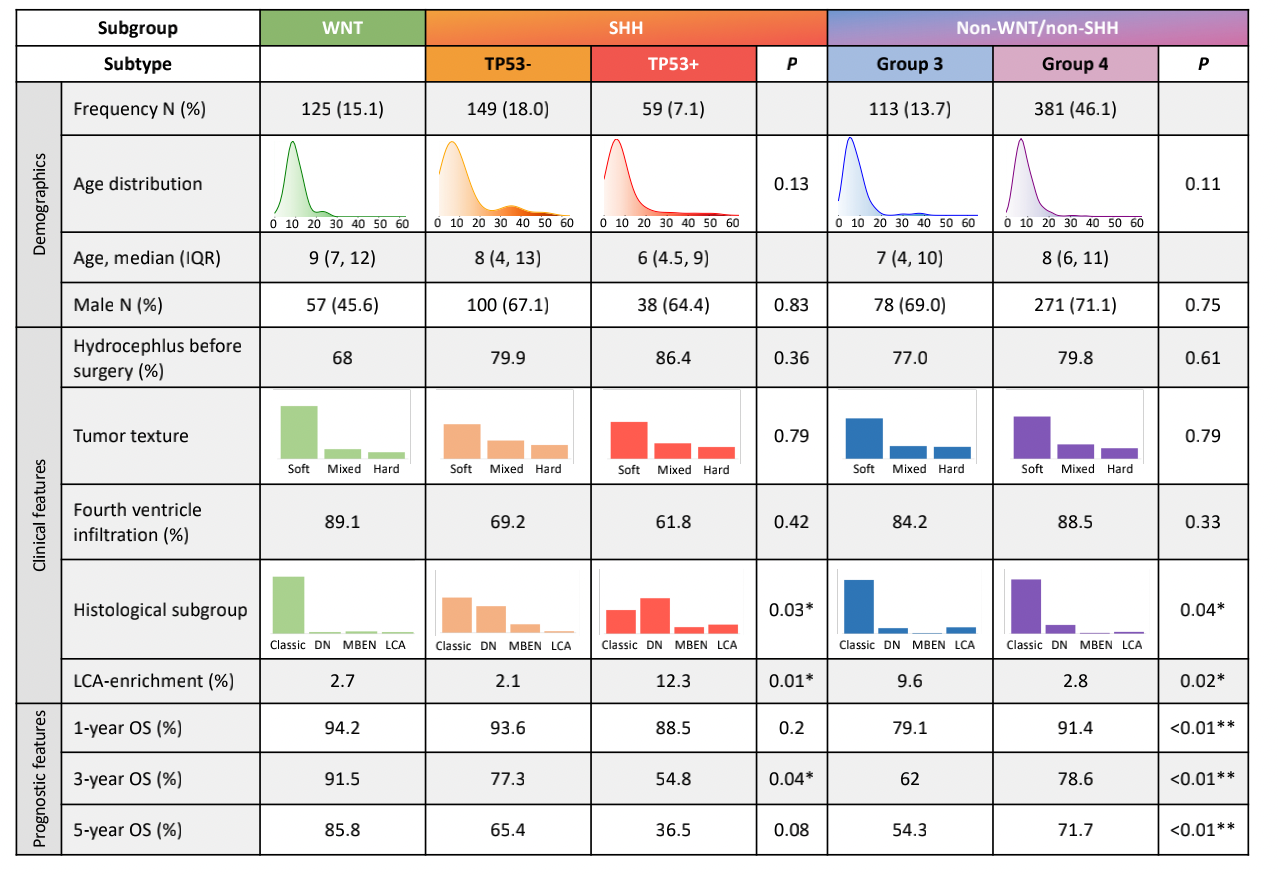 Subgroup WNT SHH Non-WNT/non-SHH
Subtype TP53- TP53+ P Group 3 Group 4 P
Demographics
Frequency N (%) 125 (15.1) 149 (18.0) 59 (7.1) 113 (13.7) 381 (46.1)
Age distribution 0.13 0.11
0 10 20 30 40 50 60 0 10 20 30 40 50 60 0 10 20 30 40 50 60 0 10 20 30 40 50 60 0 10 20 30 40 50 60
Age, median (IQR) 9 (7, 12) 8 (4, 13) 6 (4.5, 9) 7 (4, 10) 8 (6, 11)
Male N (%) 57 (45.6) 100 (67.1) 38 (64.4) 0.83 78 (69.0) 271 (71.1) 0.75
Clinical features
Hydrocephlus before
surgery (%) 68 79.9 86.4 0.36 77.0 79.8 0.61
Tumor texture 0.79 0.79
Soft Mixed Hard Soft Mixed Hard Soft Mixed Hard Soft Mixed Hard Soft Mixed Hard
Fourth ventricle
infiltration (%) 89.1 69.2 61.8 0.42 84.2 88.5 0.33
Histological subgroup 0.03* 0.04*
Classic DN MBEN LCA Classic DN MBEN LCA Classic DN MBEN LCA Classic DN MBEN LCA Classic DN MBEN LCA
LCA-enrichment (%) 2.7 2.1 12.3 0.01* 9.6 2.8 0.02*
Prognostic features
1-year OS (%) 94.2 93.6 88.5 0.2 79.1 91.4 <0.01**
3-year OS (%) 91.5 77.3 54.8 0.04* 62 78.6 <0.01**
5-year OS (%) 85.8 65.4 36.5 0.08 54.3 71.7 <0.01**